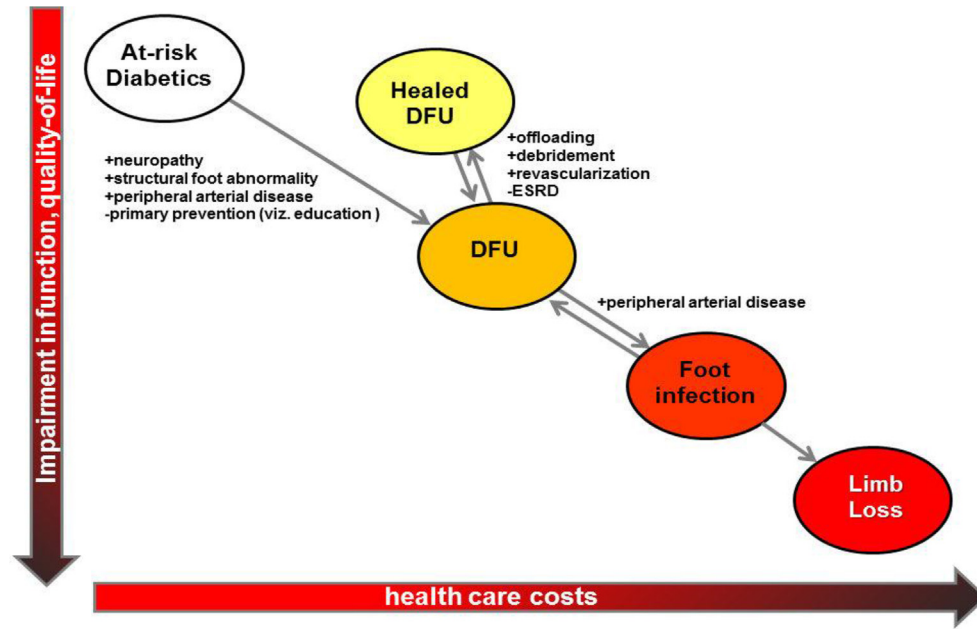 Impairment in function, quality-of-life
At-risk
Diabetics
Healed
DFU
+neuropathy
+structural foot abnormality
+peripheral arterial disease
-primary prevention (viz. education )
+offloading
+debridement
+revascularization
-ESRD
DFU
+peripheral arterial disease
Foot
infection
Limb
Loss
health care costs